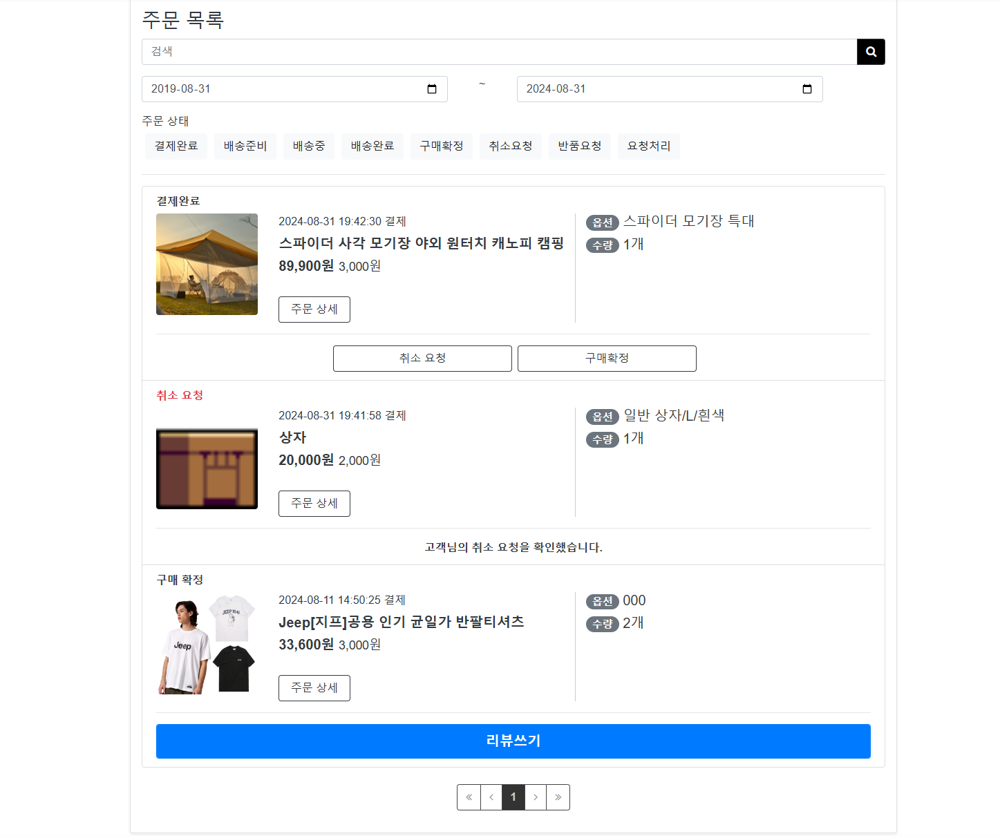 주문 목록
검색
2019-08-31 ~ 2024-08-31
주문 상태
결제완료 배송준비 배송중 배송완료 구매확정 취소요청 반품요청 요청처리
결제완료
2024-08-31 19:42:30 결제
스파이더 사각 모기장 야외 원터치 캐노피 캠핑
89,900원 3,000원
주문 상세
옵션 스파이더 모기장 특대
수량 1개
취소 요청 구매확정
취소 요청
2024-08-31 19:41:58 결제
상자
20,000원 2,000원
주문 상세
옵션 일반 상자/L/흰색
수량 1개
고객님의 취소 요청을 확인했습니다.
구매 확정
JEEP 1941
Jeep
2024-08-11 14:50:25 결제
Jeep[지프]공용 인기 균일가 반팔티셔츠
33,600원 3,000원
주문 상세
옵션 000
수량 2개
리뷰쓰기
« ‹ 1 › »